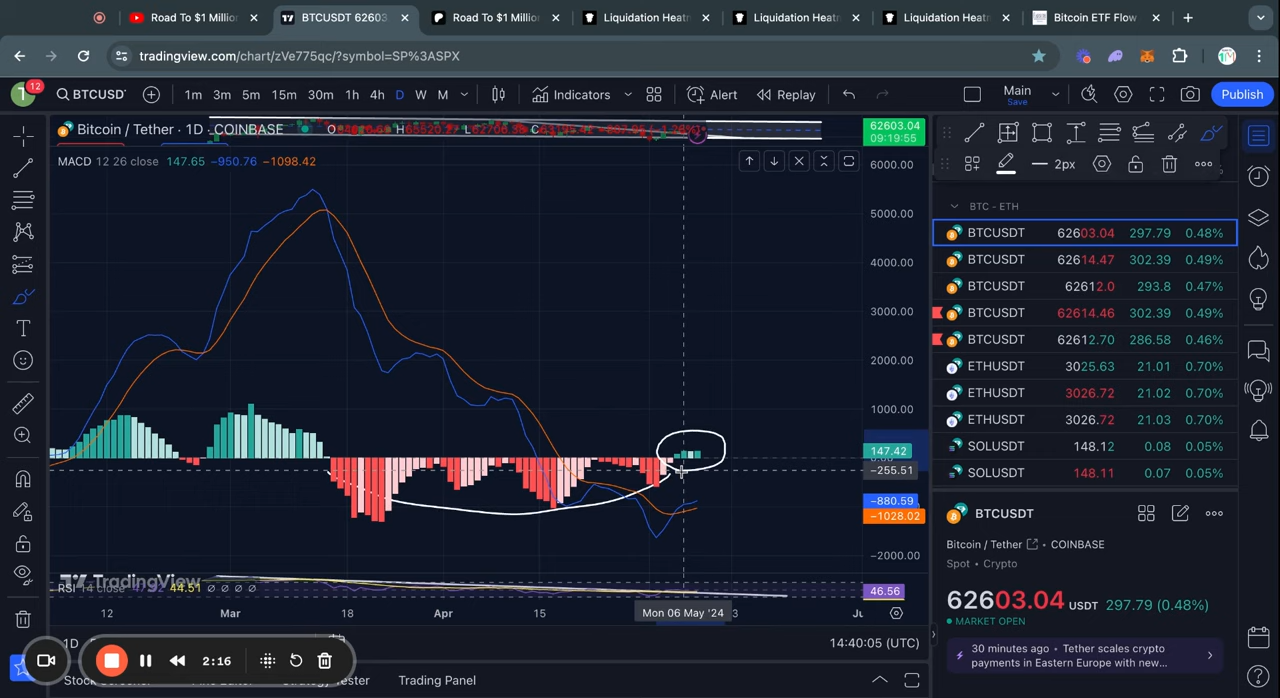 Road To $1 Million
BTCUSDT 62603
Road To $1 Million
Liquidation Heatm
Liquidation Heatm
Liquidation Heatm
Bitcoin ETF Flow
tradingview.com/chart/zVe775qc/?symbol=SP%3ASPX
12
BTCUSDT
1m 3m 5m 15m 30m 1h 4h D W M
Indicators
Alert
Replay
Main
Save
Publish
Bitcoin / Tether · 1D · COINBASE
MACD 12 26 close 147.65 −950.76 −1098.42
62603.04
09:19:55
6000.00
5000.00
4000.00
3000.00
2000.00
1000.00
147.42
−255.51
−880.59
−1028.02
−2000.00
TradingView
RSI 14 close 44.51
46.56
12 Mar 18 Apr 15 Mon 06 May '24
1D
14:40:05 (UTC)
2:16
Trading Panel
2px
BTC - ETH
BTCUSDT 62603.04 297.79 0.48%
BTCUSDT 62614.47 302.39 0.49%
BTCUSDT 62612.0 293.8 0.47%
BTCUSDT 62614.46 302.39 0.49%
BTCUSDT 62612.70 286.58 0.46%
ETHUSDT 3025.63 21.01 0.70%
ETHUSDT 3026.72 21.02 0.70%
ETHUSDT 3026.72 21.03 0.70%
SOLUSDT 148.12 0.08 0.05%
SOLUSDT 148.11 0.07 0.05%
BTCUSDT
Bitcoin / Tether • COINBASE
Spot • Crypto
62603.04 USDT 297.79 (0.48%)
MARKET OPEN
30 minutes ago • Tether scales crypto
payments in Eastern Europe with new...